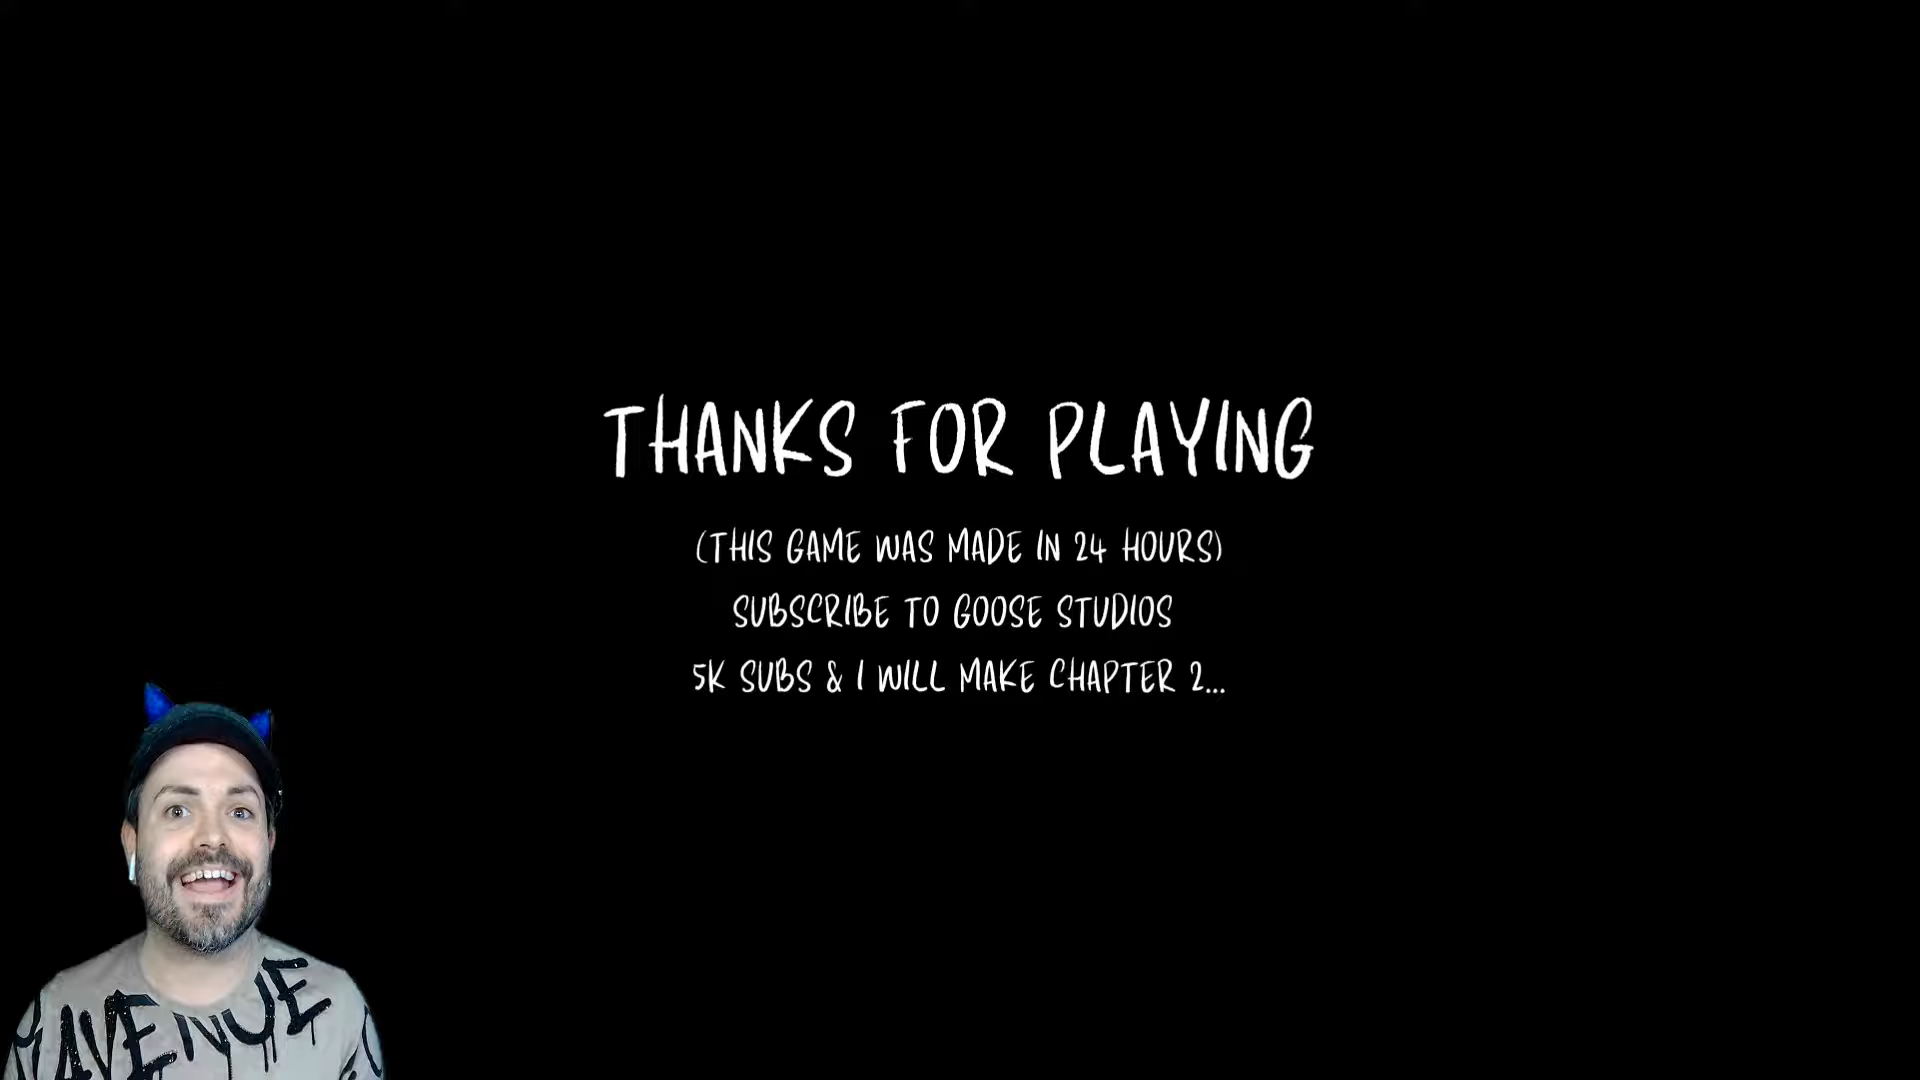 THANKS FOR PLAYING
(THIS GAME WAS MADE IN 24 HOURS)
SUBSCRIBE TO GOOSE STUDIOS
5K SUBS & I WILL MAKE CHAPTER 2...
AVENUE